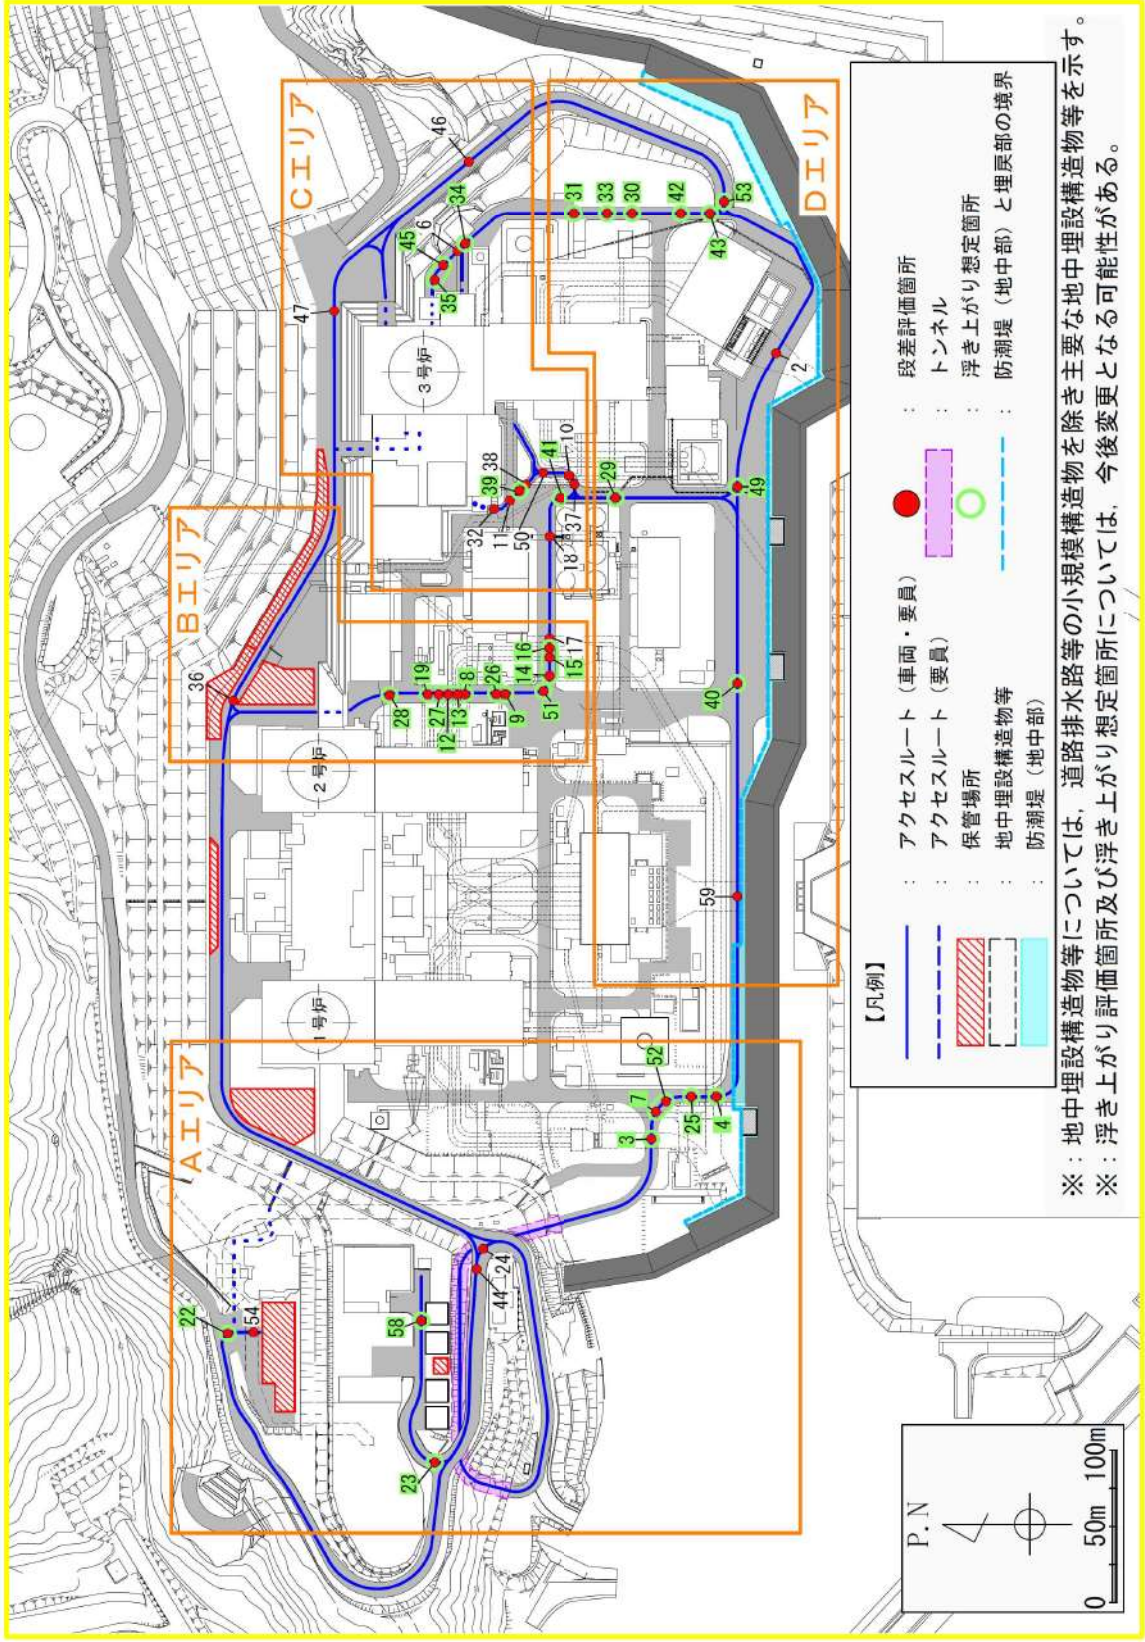 Aエリア
Bエリア
Cエリア
Dエリア
1号炉
2号炉
3号炉
22
54
58
23
44
24
3
7
52
25
4
36
28
19
27
12
13
8
26
9
51
14
16
15
17
18
37
50
11
32
39
38
41
10
29
47
46
34
6
45
35
31
33
30
42
43
53
2
49
40
59
【凡例】
: アクセスルート（車両・要員）
: アクセスルート（要員）
: 保管場所
: 地中埋設構造物等
: 防潮堤（地中部）
: 段差評価箇所
: トンネル
: 浮き上がり想定箇所
: 防潮堤（地中部）と埋戻部の境界
※：地中埋設構造物等については，道路排水路等の小規模構造物を除き主要な地中埋設構造物等を示す。
※：浮き上がり評価箇所及び浮き上がり想定箇所については，今後変更となる可能性がある。
P.N
0 50m 100m